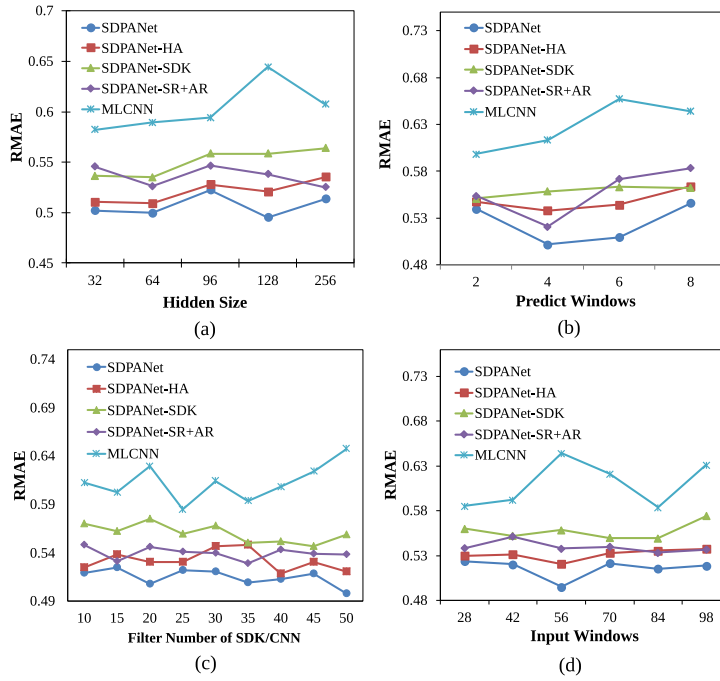 0.7
0.65
0.6
0.55
0.5
0.45
RMAE
SDPANet
SDPANet-HA
SDPANet-SDK
SDPANet-SR+AR
MLCNN
32 64 96 128 256
Hidden Size
(a)
0.73
0.68
0.63
0.58
0.53
0.48
RMAE
SDPANet
SDPANet-HA
SDPANet-SDK
SDPANet-SR+AR
MLCNN
2 4 6 8
Predict Windows
(b)
0.74
0.69
0.64
0.59
0.54
0.49
RMAE
SDPANet
SDPANet-HA
SDPANet-SDK
SDPANet-SR+AR
MLCNN
10 15 20 25 30 35 40 45 50
Filter Number of SDK/CNN
(c)
0.73
0.68
0.63
0.58
0.53
0.48
RMAE
SDPANet
SDPANet-HA
SDPANet-SDK
SDPANet-SR+AR
MLCNN
28 42 56 70 84 98
Input Windows
(d)